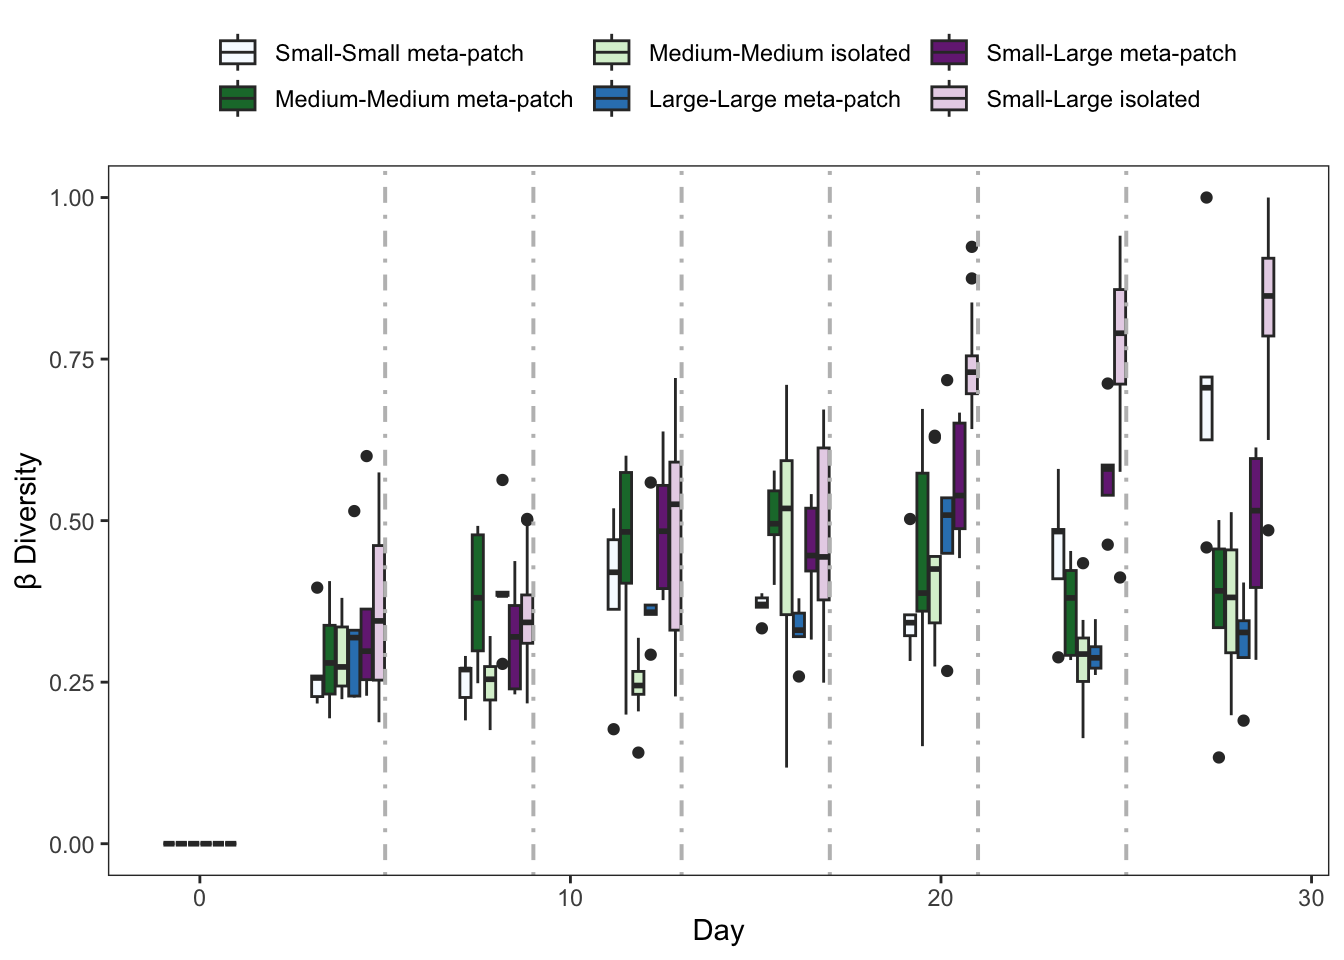 Small-Small meta-patch Medium-Medium isolated Small-Large meta-patch
Medium-Medium meta-patch Large-Large meta-patch Small-Large isolated
1.00
0.75
0.50
0.25
0.00
β Diversity
0 10 20 30
Day